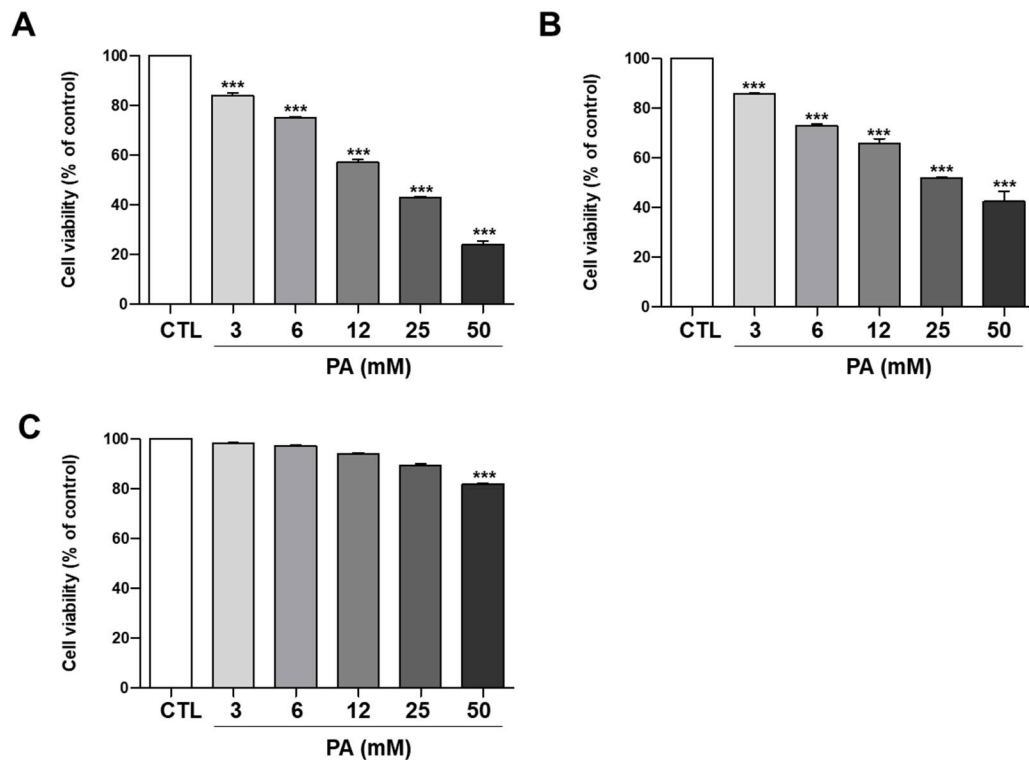 A
Cell viability (% of control)
100
80
60
40
20
0
***
***
***
***
***
CTL 3 6 12 25 50
PA (mM)
B
Cell viability (% of control)
100
80
60
40
20
0
***
***
***
***
***
CTL 3 6 12 25 50
PA (mM)
C
Cell viability (% of control)
100
80
60
40
20
0
***
CTL 3 6 12 25 50
PA (mM)